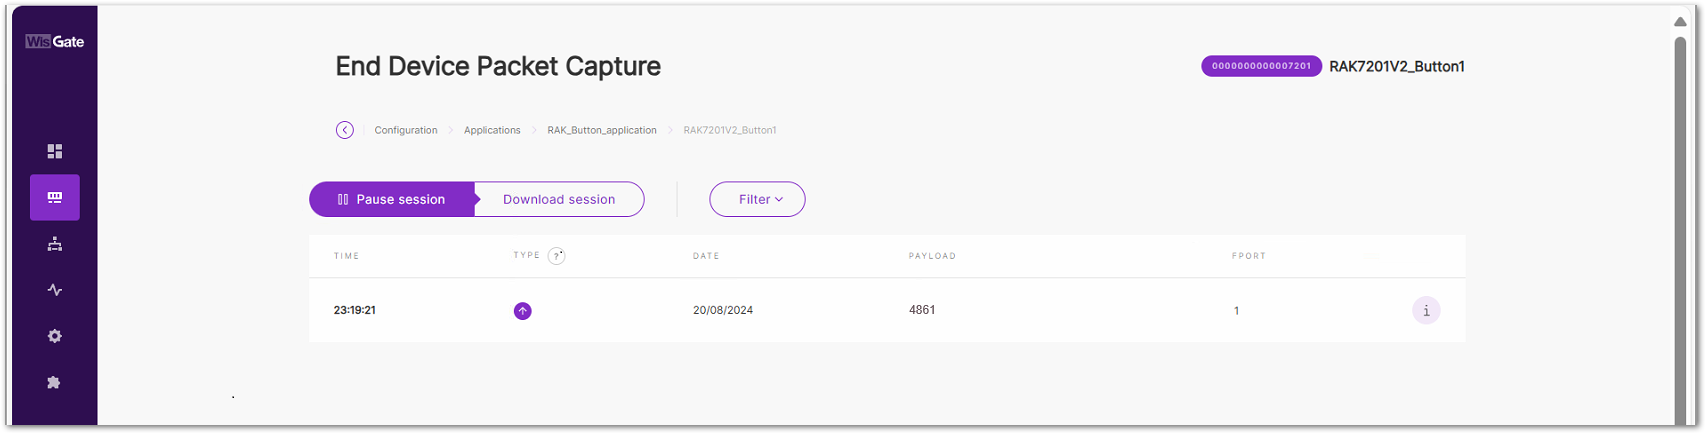 WisGate
End Device Packet Capture
0000000000007201 RAK7201V2_Button1
Configuration Applications RAK_Button_application RAK7201V2_Button1
Pause session Download session Filter
TIME TYPE ? DATE PAYLOAD FPORT
23:19:21 20/08/2024 4861 1 i